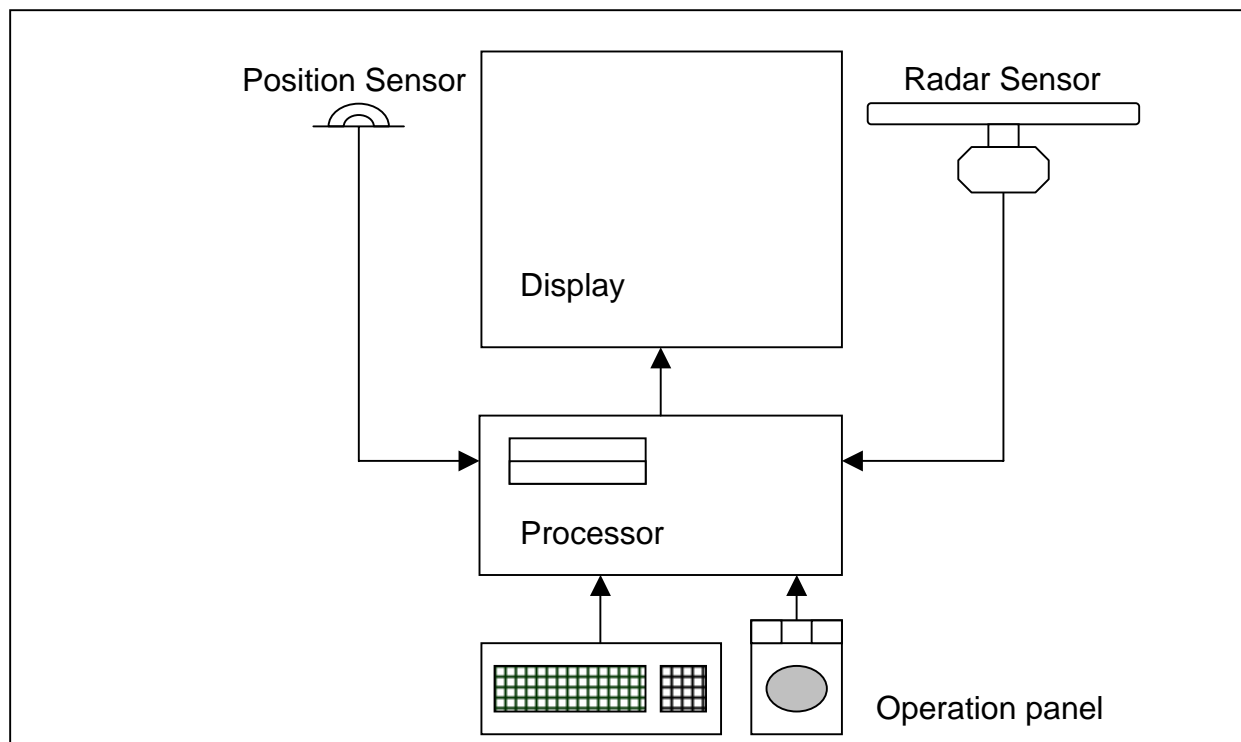 Position Sensor
Radar Sensor
Display
Processor
Operation panel